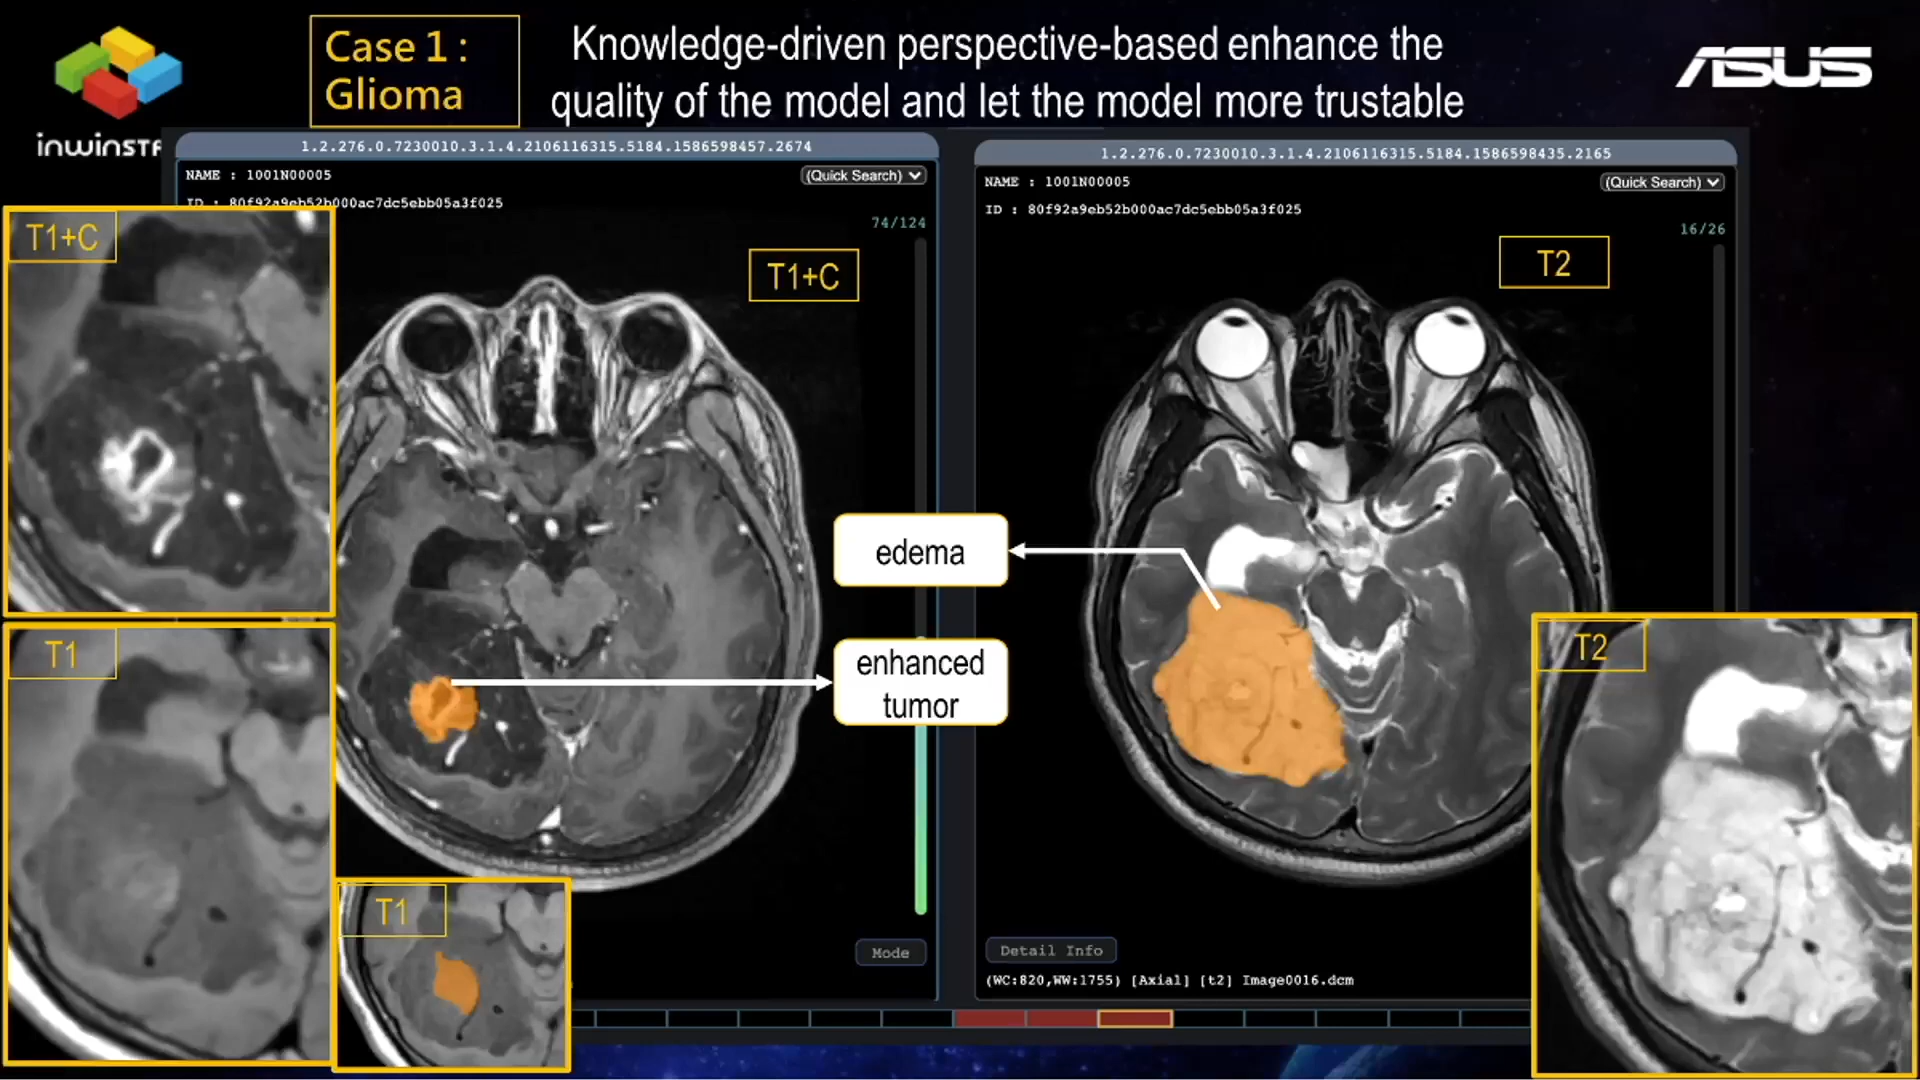 Case 1 :
Glioma
Knowledge-driven perspective-based enhance the
quality of the model and let the model more trustable
ASUS
inwinSTA
1.2.276.0.7230010.3.1.4.2106116315.5184.1586598457.2674
NAME : 1001N00005
(Quick Search)
ID : 80f92a9eb52b000ac7dc5ebb05a3f025
74/124
T1+C
T1+C
1.2.276.0.7230010.3.1.4.2106116315.5184.1586598435.2165
NAME : 1001N00005
(Quick Search)
ID : 80f92a9eb52b000ac7dc5ebb05a3f025
16/26
T2
edema
enhanced
tumor
T1
T2
T1
Mode
Detail Info
(WC:820,WW:1755) [Axial] [t2] Image0016.dcm